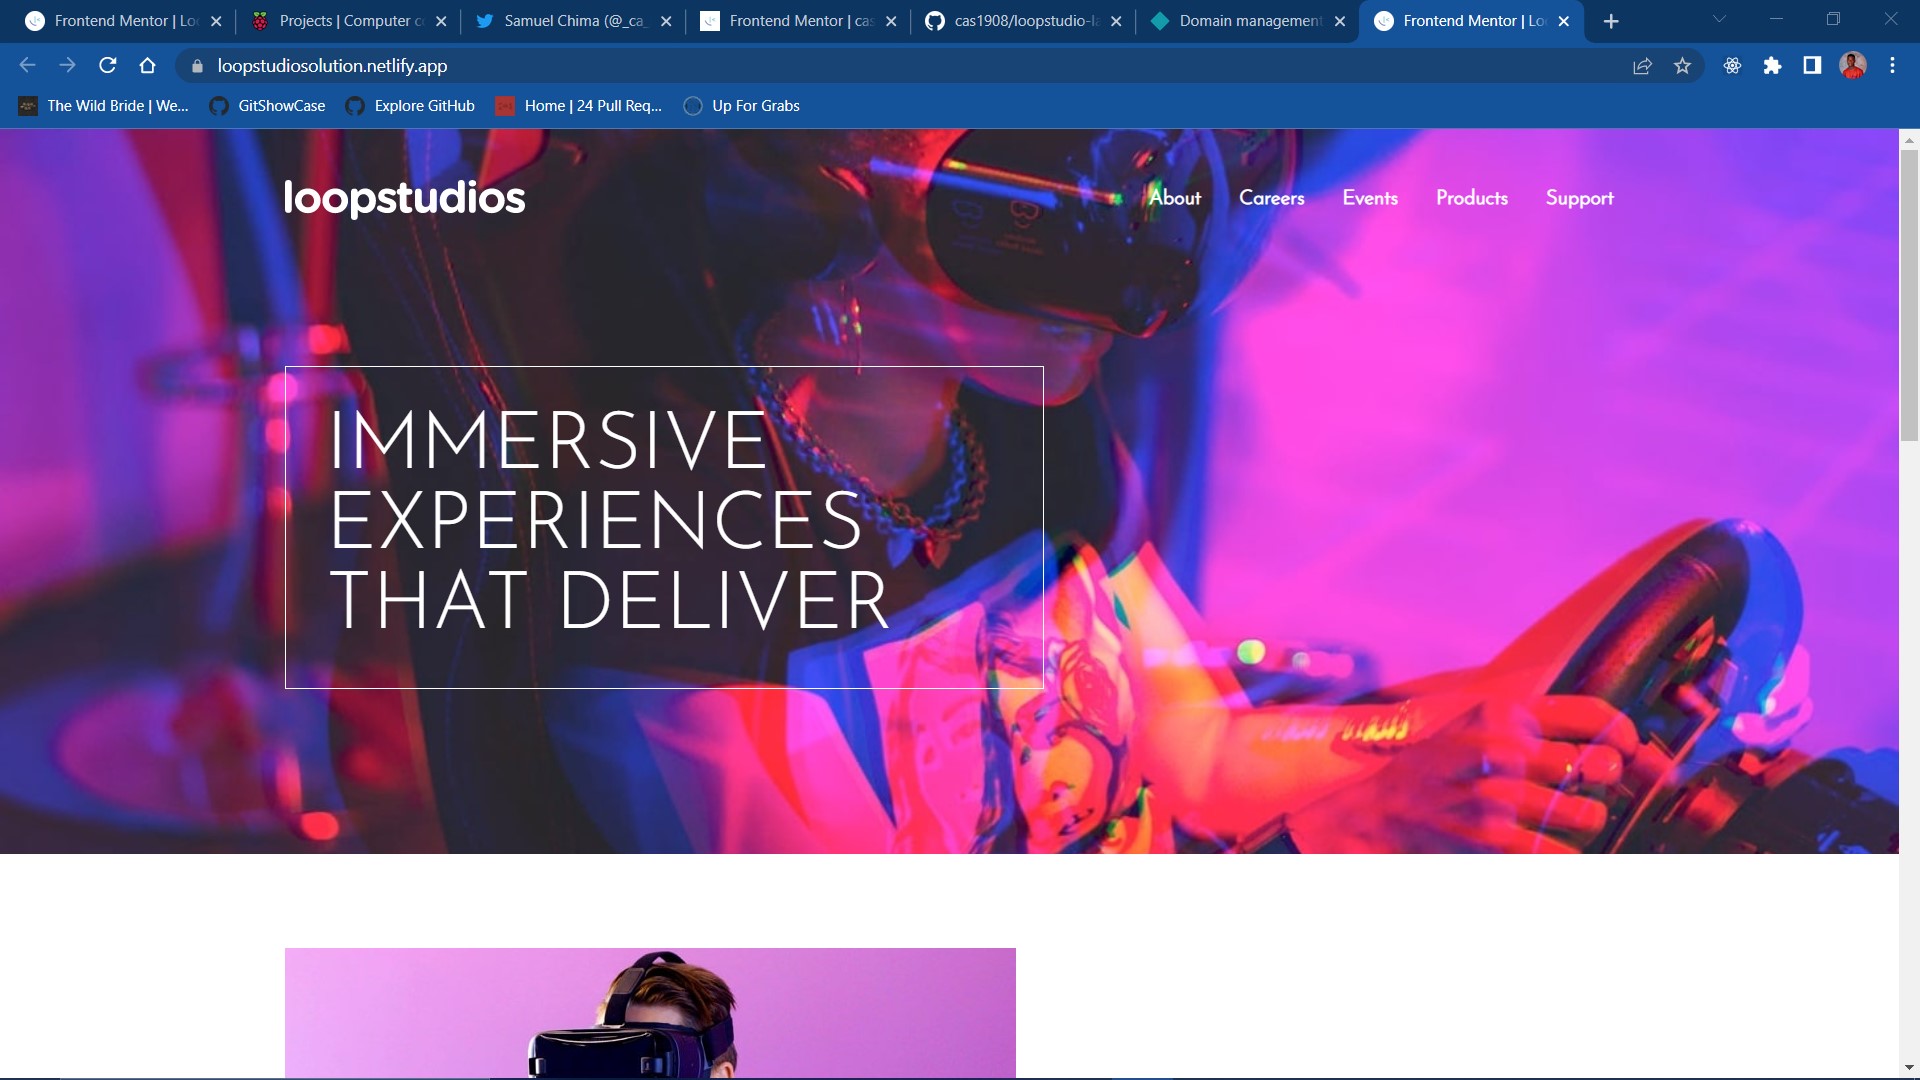 Frontend Mentor | Lo
Projects | Computer c
Samuel Chima (@_ca_
Frontend Mentor | cas
cas1908/loopstudio-la
Domain management
Frontend Mentor | Lo
loopstudiosolution.netlify.app
The Wild Bride | We...
GitShowCase
Explore GitHub
Home | 24 Pull Req...
Up For Grabs
loopstudios
About
Careers
Events
Products
Support
IMMERSIVE
EXPERIENCES
THAT DELIVER